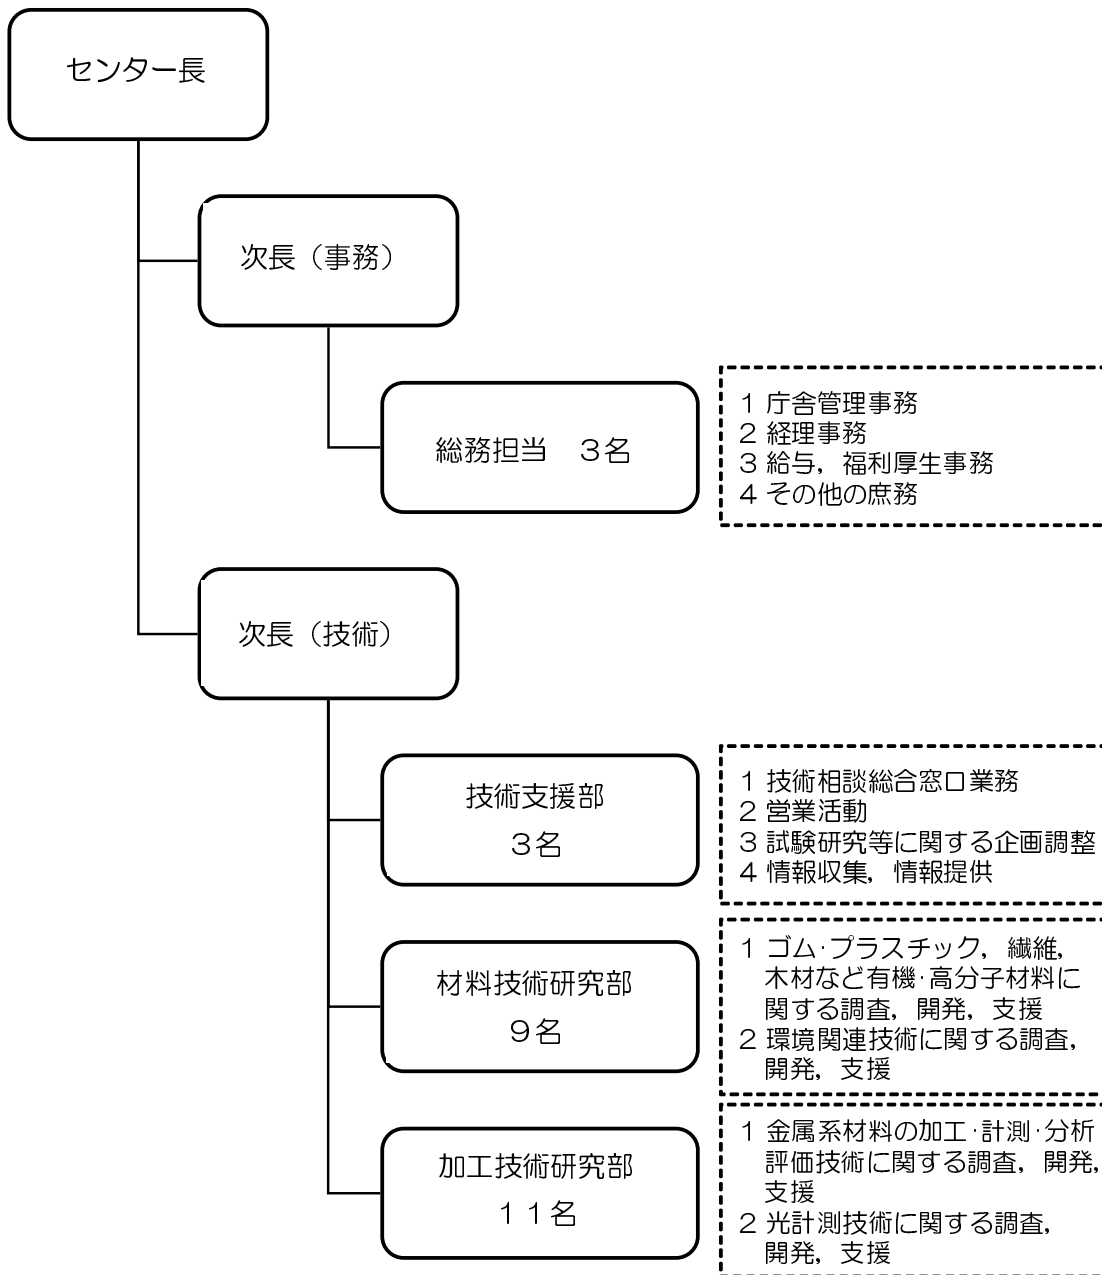 センター長
次長（事務）
総務担当　３名
１ 庁舎管理事務
２ 経理事務
３ 給与，福利厚生事務
４ その他の庶務
次長（技術）
技術支援部
３名
１ 技術相談総合窓口業務
２ 営業活動
３ 試験研究等に関する企画調整
４ 情報収集，情報提供
材料技術研究部
９名
１ ゴム･プラスチック，繊維，
木材など有機･高分子材料に
関する調査，開発，支援
２ 環境関連技術に関する調査，
開発，支援
加工技術研究部
１１名
１ 金属系材料の加工･計測･分析
評価技術に関する調査，開発，
支援
２ 光計測技術に関する調査，
開発，支援